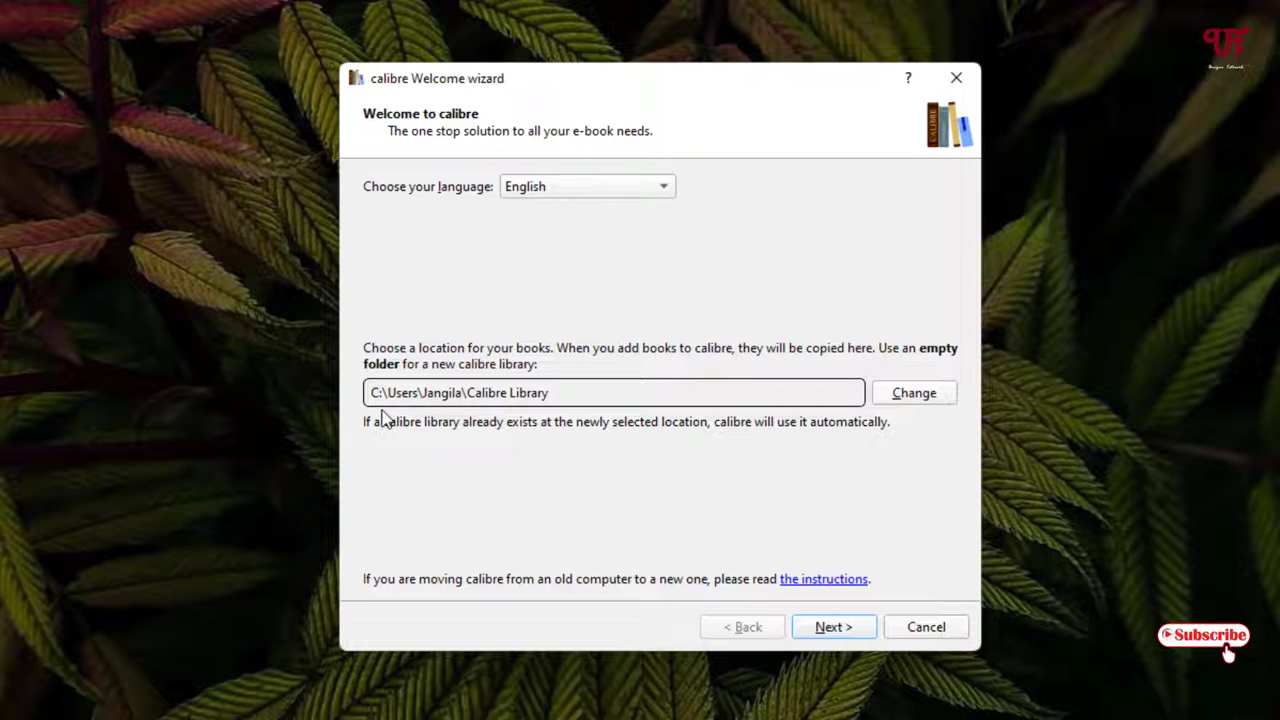 calibre Welcome wizard
?
Welcome to calibre
The one stop solution to all your e-book needs.
CALIBRE
Choose your language: English
Choose a location for your books. When you add books to calibre, they will be copied here. Use an empty
folder for a new calibre library:
C:\Users\Jangila\Calibre Library
Change
If a calibre library already exists at the newly selected location, calibre will use it automatically.
If you are moving calibre from an old computer to a new one, please read the instructions.
< Back
Next >
Cancel
Subscribe